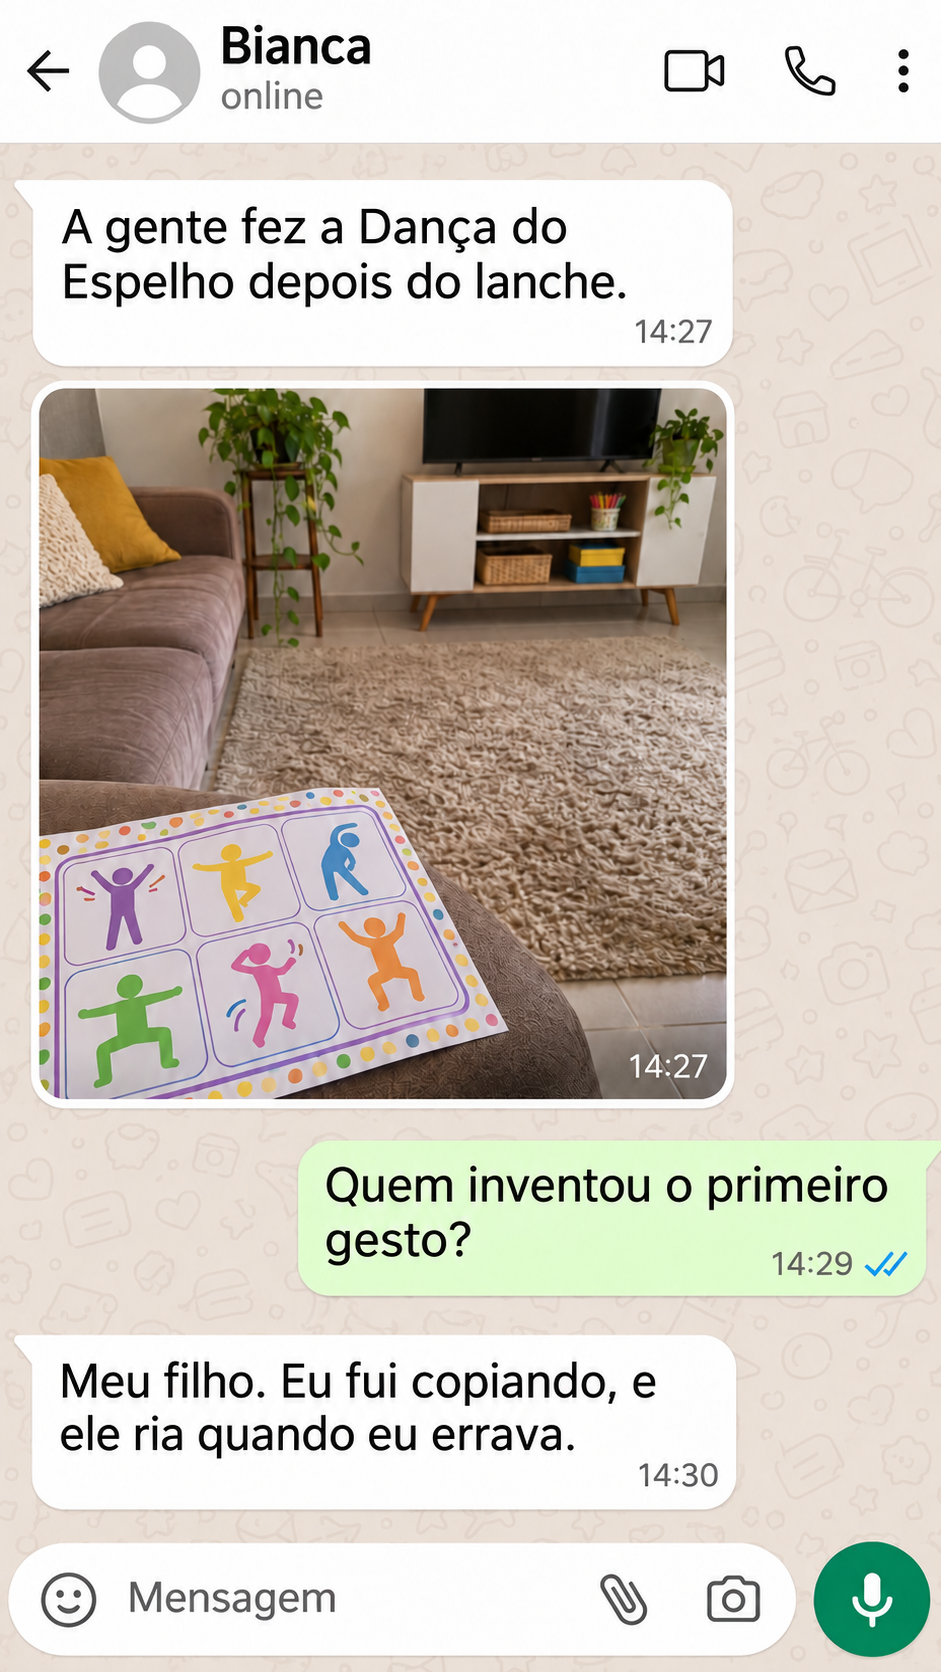 Bianca
online
A gente fez a Dança do
Espelho depois do lanche.
14:27
14:27
Quem inventou o primeiro
gesto?
14:29
Meu filho. Eu fui copiando, e
ele ria quando eu errava.
14:30
Mensagem